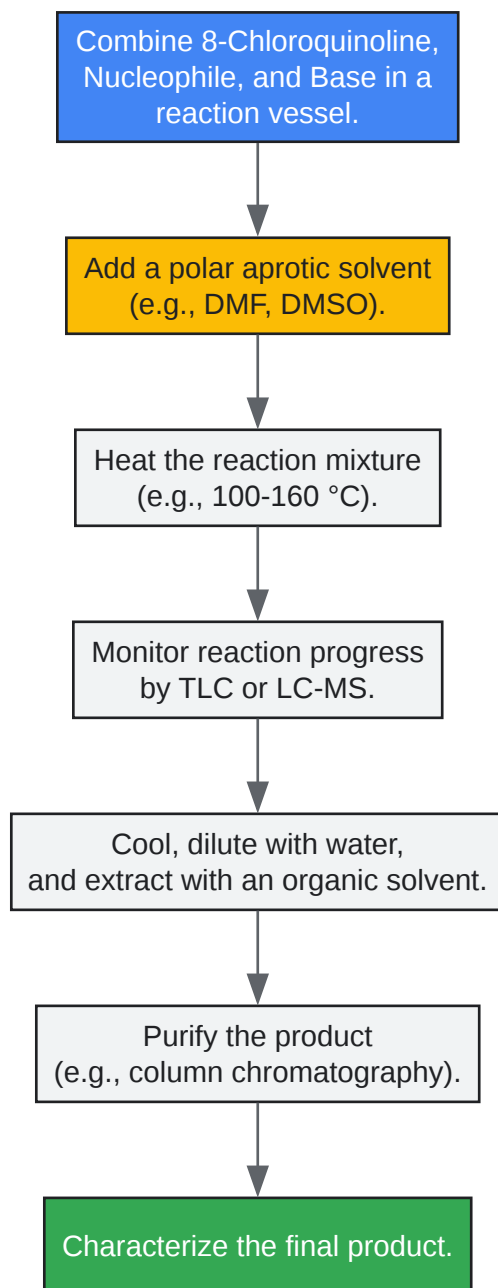 Combine 8-Chloroquinoline,
Nucleophile, and Base in a
reaction vessel.
Add a polar aprotic solvent
(e.g., DMF, DMSO).
Heat the reaction mixture
(e.g., 100-160 °C).
Monitor reaction progress
by TLC or LC-MS.
Cool, dilute with water,
and extract with an organic solvent.
Purify the product
(e.g., column chromatography).
Characterize the final product.